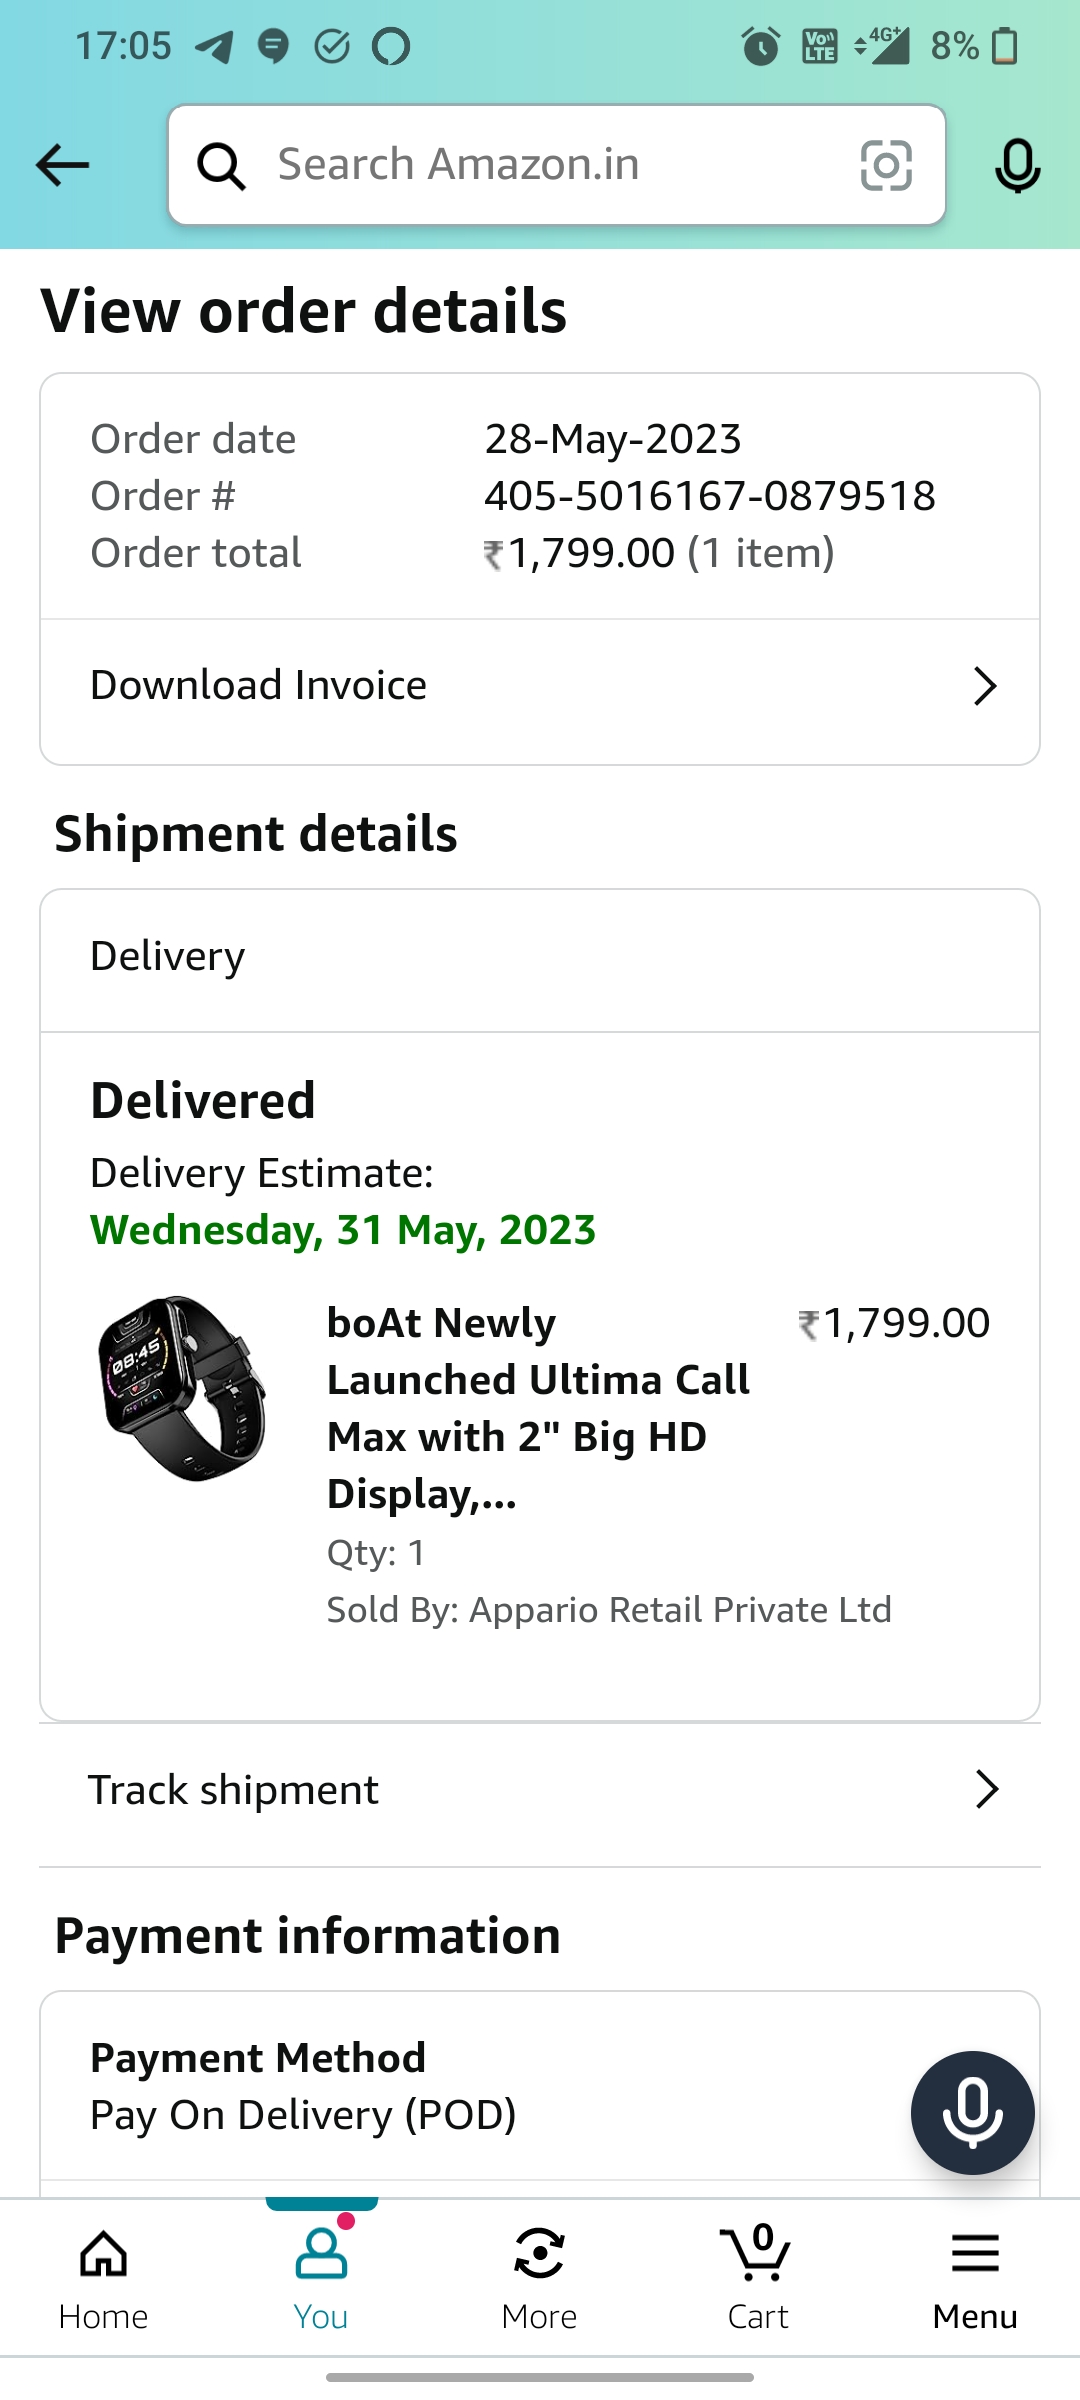 17:05
VoLTE 4G+ 8%
Search Amazon.in
View order details
Order date 28-May-2023
Order # 405-5016167-0879518
Order total ₹1,799.00 (1 item)
Download Invoice
Shipment details
Delivery
Delivered
Delivery Estimate:
Wednesday, 31 May, 2023
08:45
boAt Newly ₹1,799.00
Launched Ultima Call
Max with 2" Big HD
Display,...
Qty: 1
Sold By: Appario Retail Private Ltd
Track shipment
Payment information
Payment Method
Pay On Delivery (POD)
0
Home You More Cart Menu